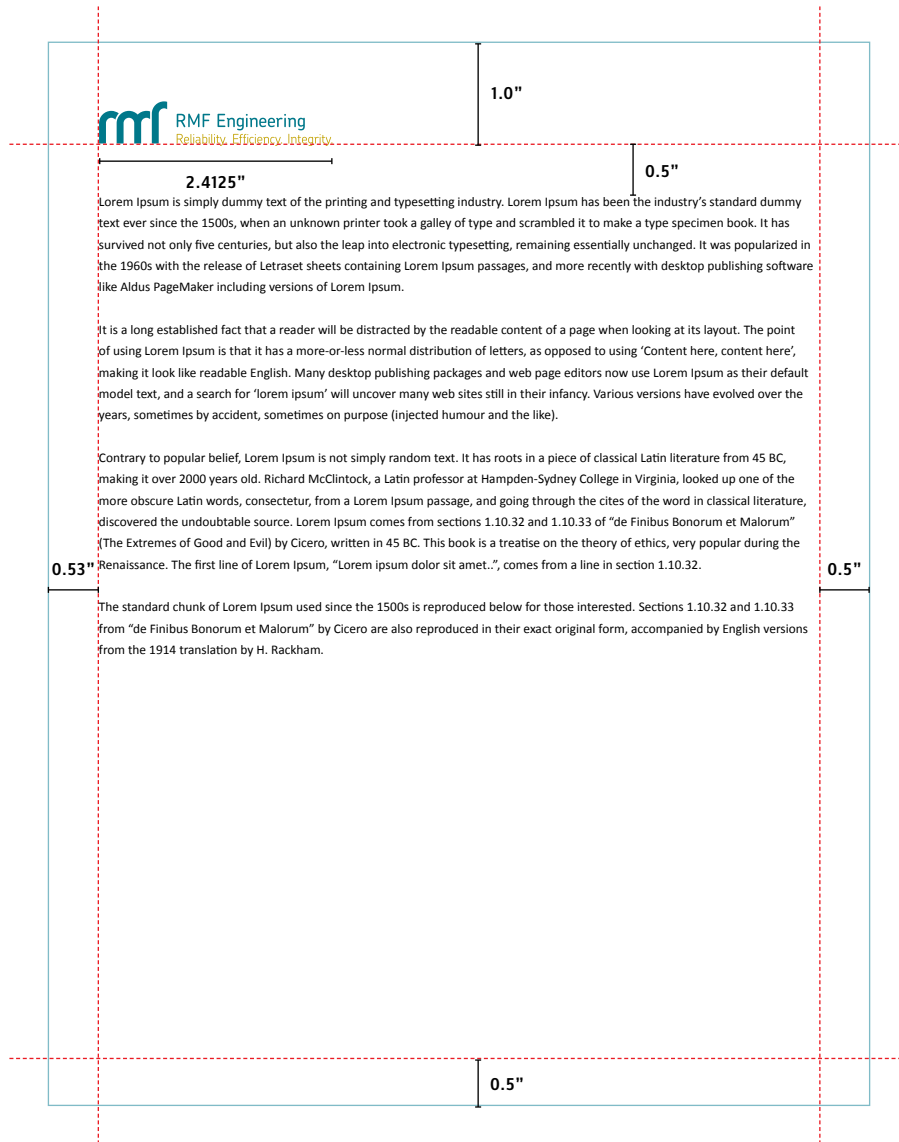 1.0”
rmf RMF Engineering
Reliability. Efficiency. Integrity.
0.5”
2.4125”
Lorem Ipsum is simply dummy text of the printing and typesetting industry. Lorem Ipsum has been the industry’s standard dummy
text ever since the 1500s, when an unknown printer took a galley of type and scrambled it to make a type specimen book. It has
survived not only five centuries, but also the leap into electronic typesetting, remaining essentially unchanged. It was popularized in
the 1960s with the release of Letraset sheets containing Lorem Ipsum passages, and more recently with desktop publishing software
like Aldus PageMaker including versions of Lorem Ipsum.
It is a long established fact that a reader will be distracted by the readable content of a page when looking at its layout. The point
of using Lorem Ipsum is that it has a more-or-less normal distribution of letters, as opposed to using ‘Content here, content here’,
making it look like readable English. Many desktop publishing packages and web page editors now use Lorem Ipsum as their default
model text, and a search for ‘lorem ipsum’ will uncover many web sites still in their infancy. Various versions have evolved over the
years, sometimes by accident, sometimes on purpose (injected humour and the like).
Contrary to popular belief, Lorem Ipsum is not simply random text. It has roots in a piece of classical Latin literature from 45 BC,
making it over 2000 years old. Richard McClintock, a Latin professor at Hampden-Sydney College in Virginia, looked up one of the
more obscure Latin words, consectetur, from a Lorem Ipsum passage, and going through the cites of the word in classical literature,
discovered the undoubtable source. Lorem Ipsum comes from sections 1.10.32 and 1.10.33 of “de Finibus Bonorum et Malorum”
(The Extremes of Good and Evil) by Cicero, written in 45 BC. This book is a treatise on the theory of ethics, very popular during the
Renaissance. The first line of Lorem Ipsum, “Lorem ipsum dolor sit amet..”, comes from a line in section 1.10.32.
0.53”
0.5”
The standard chunk of Lorem Ipsum used since the 1500s is reproduced below for those interested. Sections 1.10.32 and 1.10.33
from “de Finibus Bonorum et Malorum” by Cicero are also reproduced in their exact original form, accompanied by English versions
from the 1914 translation by H. Rackham.
0.5”